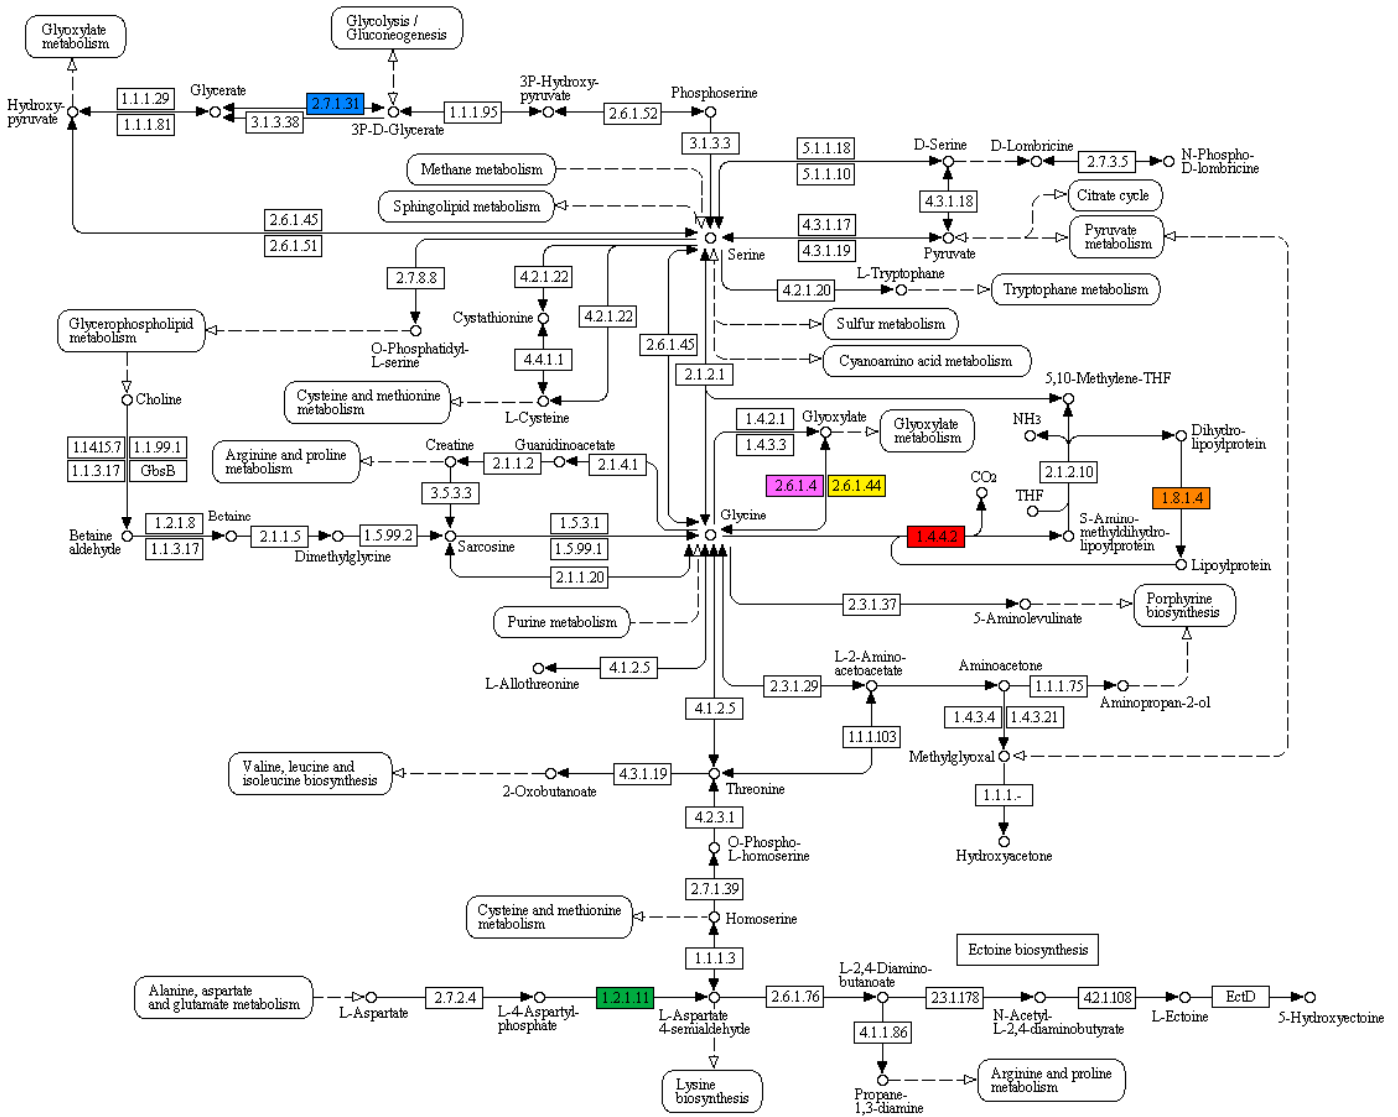 Glyoxylate
metabolism
Glycolysis /
Gluconeogenesis
Hydroxy-
pyruvate
1.1.1.29
1.1.1.81
Glycerate
2.7.1.31
3.1.3.38
3P-D-Glycerate
1.1.1.95
3P-Hydroxy-
pyruvate
2.6.1.52
Phosphoserine
3.1.3.3
Methane metabolism
Sphingolipid metabolism
5.1.1.18
5.1.1.10
D-Serine
D-Lombricine
2.7.3.5
N-Phospho-
D-lombricine
4.3.1.18
Citrate cycle
2.6.1.45
2.6.1.51
4.3.1.17
4.3.1.19
Serine
Pyruvate
Pyruvate
metabolism
2.7.8.8
4.2.1.22
4.2.1.22
L-Tryptophane
4.2.1.20
Tryptophane metabolism
Glycerophospholipid
metabolism
O-Phosphatidyl-
L-serine
Cystathionine
4.4.1.1
2.6.1.45
2.1.2.1
Sulfur metabolism
Cyanoamino acid metabolism
Choline
Cysteine and methionine
metabolism
L-Cysteine
5,10-Methylene-THF
1.14.15.7
1.1.99.1
1.1.3.17
GbsB
Arginine and proline
metabolism
Creatine
2.1.1.2
Guanidinoacetate
2.1.4.1
3.5.3.3
1.4.2.1
1.4.3.3
Glyoxylate
Glyoxylate
metabolism
2.6.1.4
2.6.1.44
NH3
2.1.2.10
Dihydro-
lipoylprotein
CO2
THF
1.8.1.4
Betaine
aldehyde
1.2.1.8
1.1.3.17
Betaine
2.1.1.5
Dimethylglycine
1.5.99.2
Sarcosine
1.5.3.1
1.5.99.1
2.1.1.20
Glycine
1.4.4.2
S-Amino-
methyldihydro-
lipoylprotein
Lipoylprotein
Purine metabolism
2.3.1.37
5-Aminolevulinate
Porphyrine
biosynthesis
L-Allothreonine
4.1.2.5
4.1.2.5
2.3.1.29
L-2-Amino-
acetoacetate
Aminoacetone
1.1.1.75
Aminopropan-2-ol
1.4.3.4
1.4.3.21
1.1.1.103
Methylglyoxal
Valine, leucine and
isoleucine biosynthesis
2-Oxobutanoate
4.3.1.19
Threonine
1.1.1.-
Hydroxyacetone
4.2.3.1
O-Phospho-
L-homoserine
2.7.1.39
Cysteine and methionine
metabolism
Homoserine
1.1.1.3
Ectoine biosynthesis
Alanine, aspartate
and glutamate metabolism
L-Aspartate
2.7.2.4
L-4-Aspartyl-
phosphate
1.2.1.11
L-Aspartate
4-semialdehyde
2.6.1.76
L-2,4-Diamino-
butanoate
2.3.1.178
N-Acetyl-
L-2,4-diaminobutyrate
4.2.1.108
L-Ectoine
EctD
5-Hydroxyectoine
4.1.1.86
Lysine
biosynthesis
Propane-
1,3-diamine
Arginine and proline
metabolism